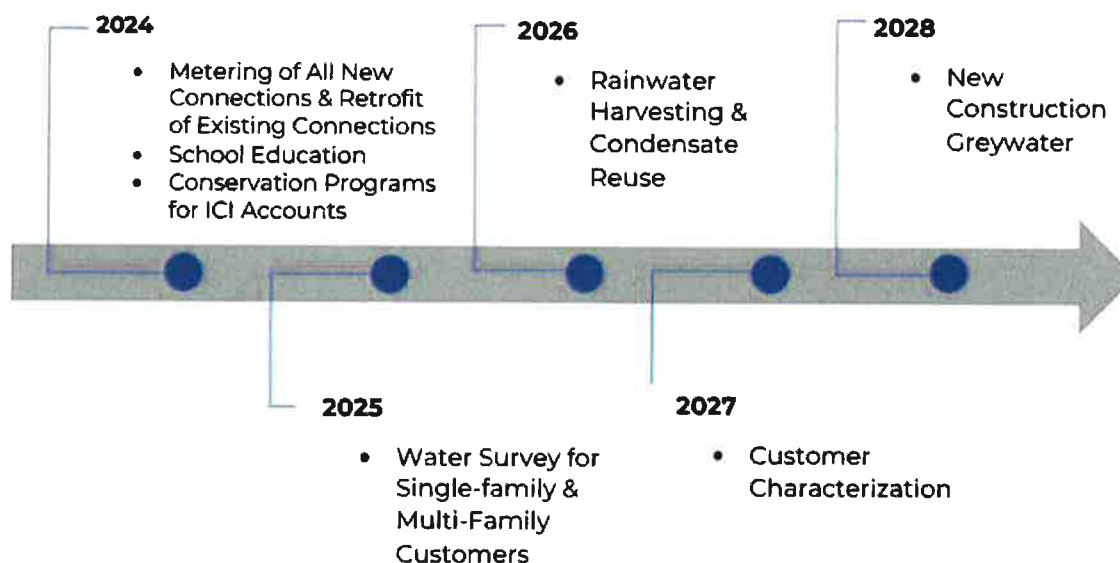 2024
• Metering of All New
Connections & Retrofit
of Existing Connections
• School Education
• Conservation Programs
for ICI Accounts
2025
• Water Survey for
Single-family &
Multi-Family
Customers
2026
• Rainwater
Harvesting &
Condensate
Reuse
2027
• Customer
Characterization
2028
• New
Construction
Greywater